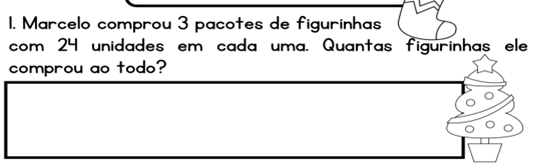 1. Marcelo comprou 3 pacotes de figurinhas
com 24 unidades em cada uma. Quantas figurinhas ele
comprou ao todo?